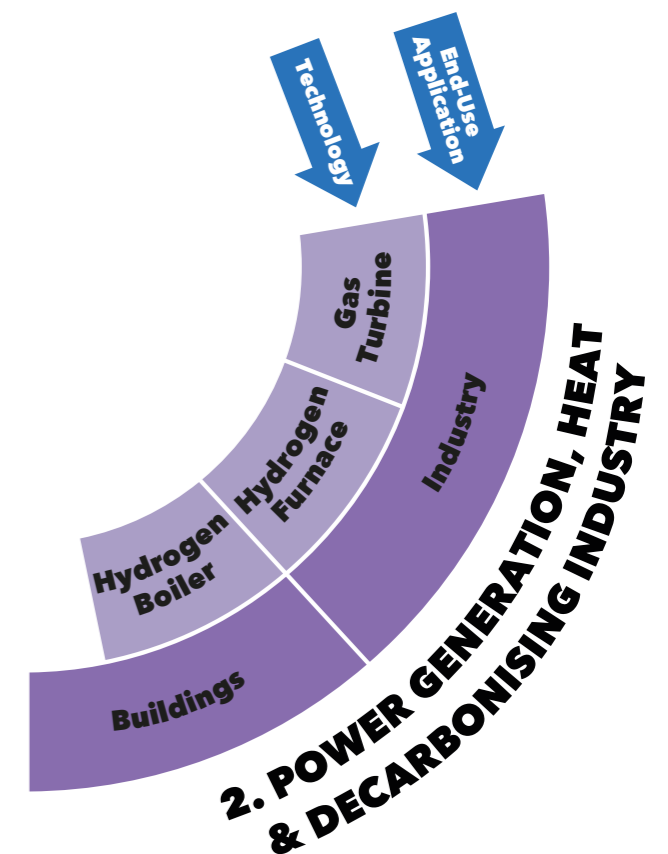 Technology
End-Use
Application
Gas
Turbine
Hydrogen
Furnace
Hydrogen
Boiler
Industry
Buildings
2. POWER GENERATION, HEAT
& DECARBONISING INDUSTRY